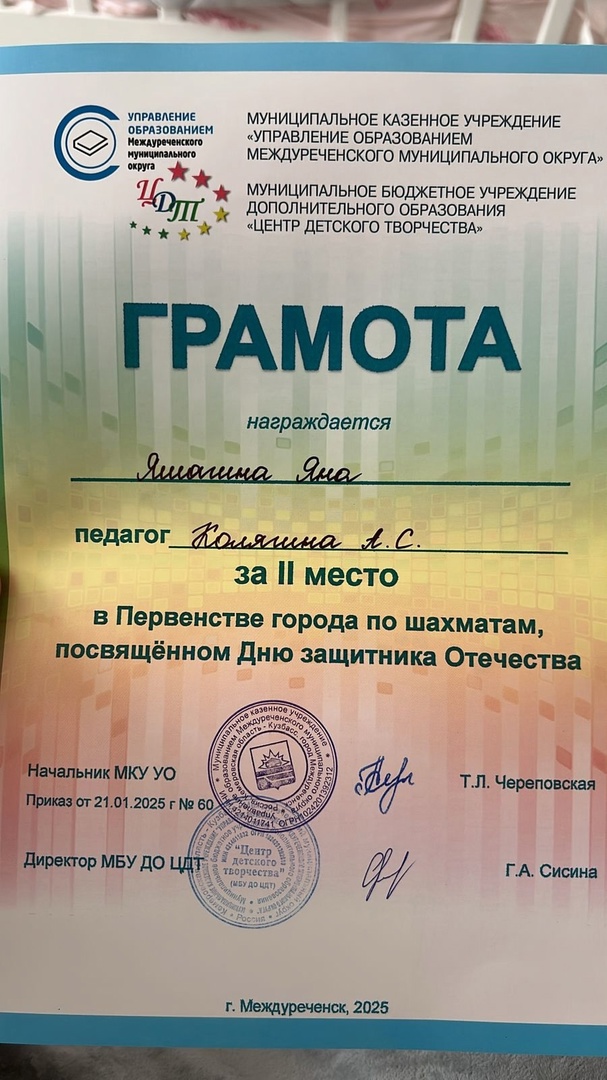 УПРАВЛЕНИЕ
ОБРАЗОВАНИЕМ
Междуреченского
муниципального
округа
ЦДТ
МУНИЦИПАЛЬНОЕ КАЗЕННОЕ УЧРЕЖДЕНИЕ
«УПРАВЛЕНИЕ ОБРАЗОВАНИЕМ
МЕЖДУРЕЧЕНСКОГО МУНИЦИПАЛЬНОГО ОКРУГА»
МУНИЦИПАЛЬНОЕ БЮДЖЕТНОЕ УЧРЕЖДЕНИЕ
ДОПОЛНИТЕЛЬНОГО ОБРАЗОВАНИЯ
«ЦЕНТР ДЕТСКОГО ТВОРЧЕСТВА»
ГРАМОТА
награждается
Яшагина Яна
педагог Колягина А.С.
за II место
в Первенстве города по шахматам,
посвящённом Дню защитника Отечества
Начальник МКУ УО
Т.Л. Череповская
Приказ от 21.01.2025 г № 60
Директор МБУ ДО ЦДТ
Г.А. Сисина
"Центр
детского
творчества"
(МБУ ДО ЦДТ)
г. Междуреченск, 2025